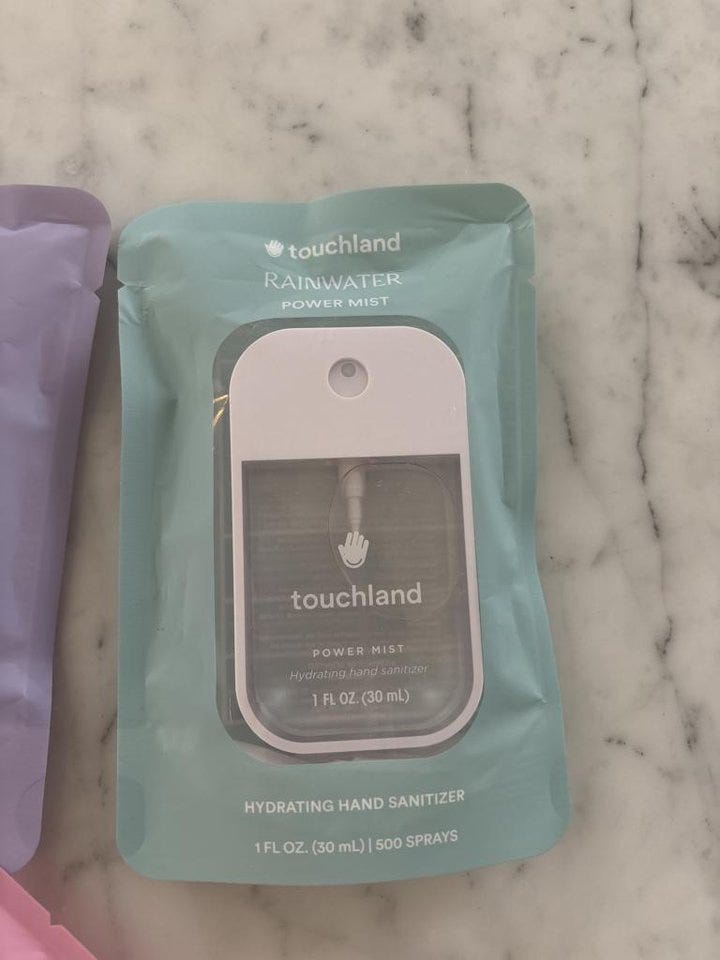 touchland
RAINWATER
POWER MIST
touchland
POWER MIST
Hydrating hand sanitizer
1 FL OZ. (30 mL)
HYDRATING HAND SANITIZER
1 FL OZ. (30 mL) | 500 SPRAYS